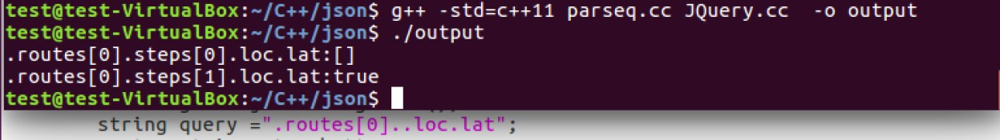 test@test-VirtualBox:~/C++/json$ g++ -std=c++11 parseq.cc JQuery.cc  -o output
test@test-VirtualBox:~/C++/json$ ./output
.routes[0].steps[0].loc.lat:[]
.routes[0].steps[1].loc.lat:true
test@test-VirtualBox:~/C++/json$
string query =".routes[0]..loc.lat";